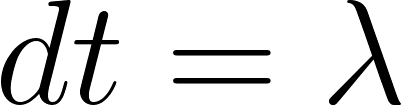 dt = λ